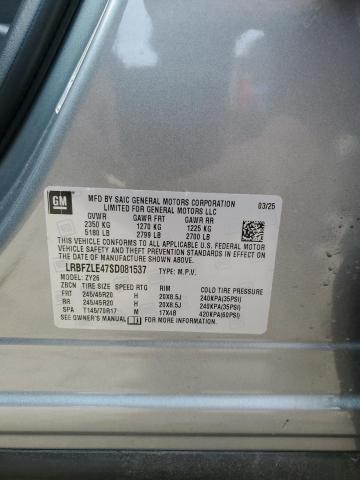 GM
MFD BY SAIC GENERAL MOTORS CORPORATION 03/25
LIMITED FOR GENERAL MOTORS LLC
GVWR GAWR FRT GAWR RR
2350 KG 1270 KG 1225 KG
5180 LB 2799 LB 2700 LB
THIS VEHICLE CONFORMS TO ALL APPLICABLE U.S. FEDERAL MOTOR
VEHICLE SAFETY AND THEFT PREVENTION STANDARDS IN EFFECT ON
THE DATE OF MANUFACTURE SHOWN ABOVE.
LRBFZLE47SD081537 TYPE: M.P.V.
MODEL: ZY26
ZBCN TIRE SIZE SPEED RTG RIM COLD TIRE PRESSURE
FRT 245/45R20 H 20X8.5J 240KPA(35PSI)
RR 245/45R20 H 20X8.5J 240KPA(35PSI)
SPA T145/70R17 M 17X4B 420KPA(60PSI)
SEE OWNER'S MANUAL FOR ADDITIONAL INFORMATION.